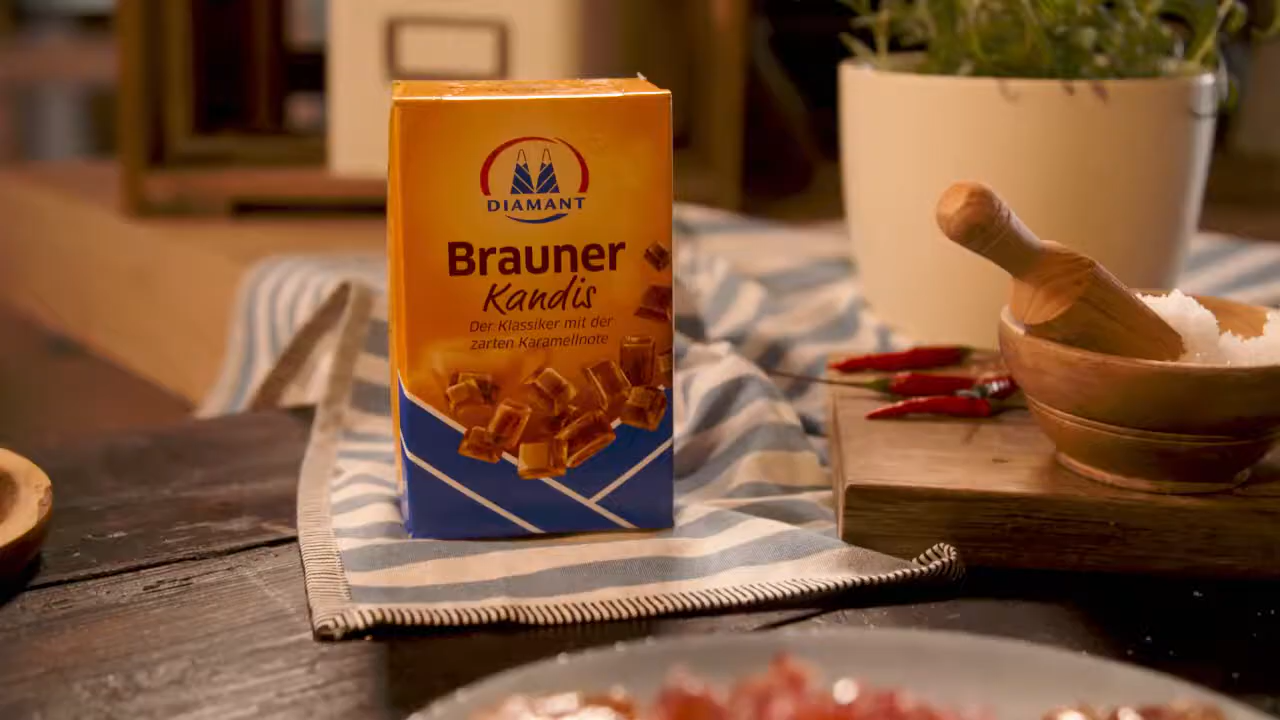 DIAMANT
Brauner
Kandis
Der Klassiker mit der
zarten Karamellnote